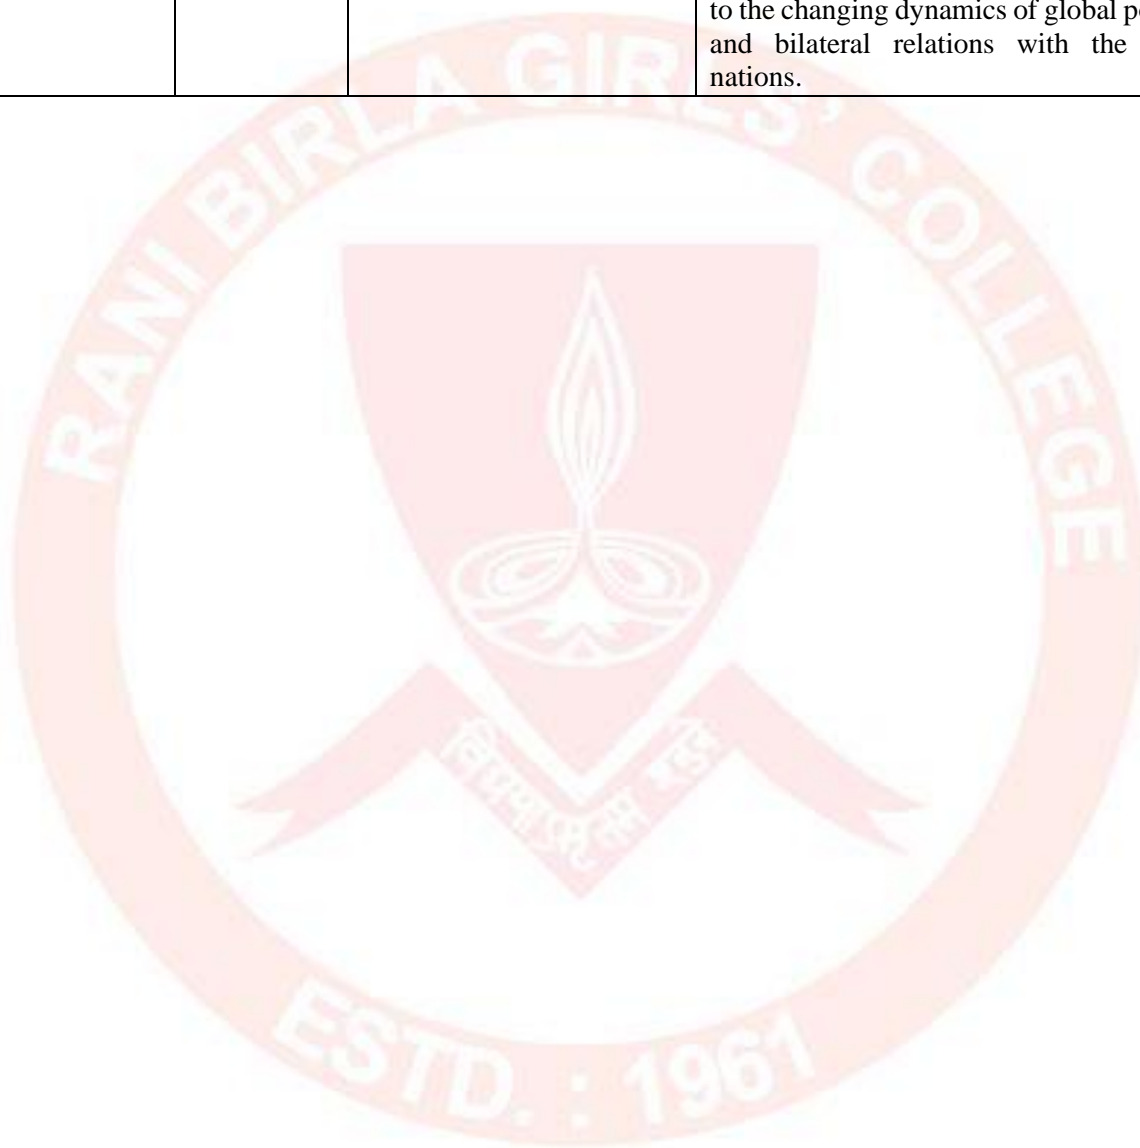 to the changing dynamics of global
and bilateral relations with the
nations.
RANI BIRLA GIRLS' COLLEGE
ESTD. : 1961